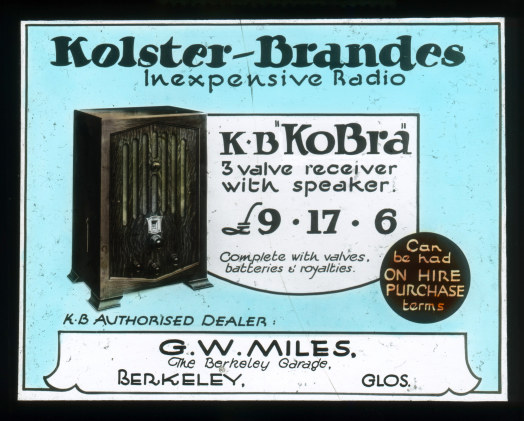 Kolster-Brandes
Inexpensive Radio
K·B "KoBra"
3 valve receiver
with speaker.
£9·17·6
Complete with valves,
batteries & royalties.
Can
be had
ON HIRE
PURCHASE
terms
K·B AUTHORISED DEALER:
G.W. MILES,
The Berkeley Garage,
BERKELEY, GLOS.